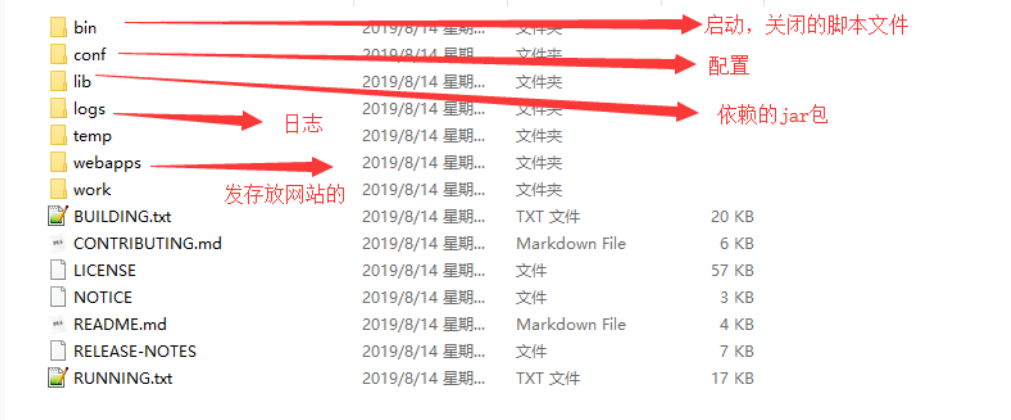 bin 2019/8/14 星期... 文件夹 启动，关闭的脚本文件
conf 2019/8/14 星期... 文件夹 配置
lib 2019/8/14 星期... 文件夹
logs 2019/8/14 星期... 文件夹 依赖的jar包
日志
temp 2019/8/14 星期... 文件夹
webapps 2019/8/14 星期... 文件夹
work 2019/8/14 星期... 文件夹
发存放网站的
BUILDING.txt 2019/8/14 星期... TXT 文件 20 KB
CONTRIBUTING.md 2019/8/14 星期... Markdown File 6 KB
LICENSE 2019/8/14 星期... 文件 57 KB
NOTICE 2019/8/14 星期... 文件 3 KB
README.md 2019/8/14 星期... Markdown File 4 KB
RELEASE-NOTES 2019/8/14 星期... 文件 7 KB
RUNNING.txt 2019/8/14 星期... TXT 文件 17 KB